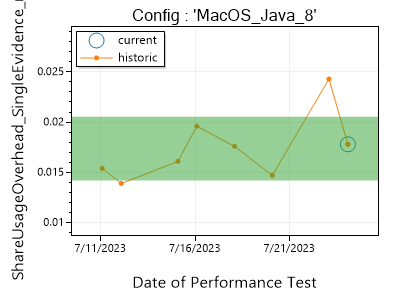 Config : 'MacOS_Java_8'
current
historic
ShareUsageOverhead_SingleEvidence_
0.025
0.02
0.015
0.01
7/11/2023
7/16/2023
7/21/2023
Date of Performance Test